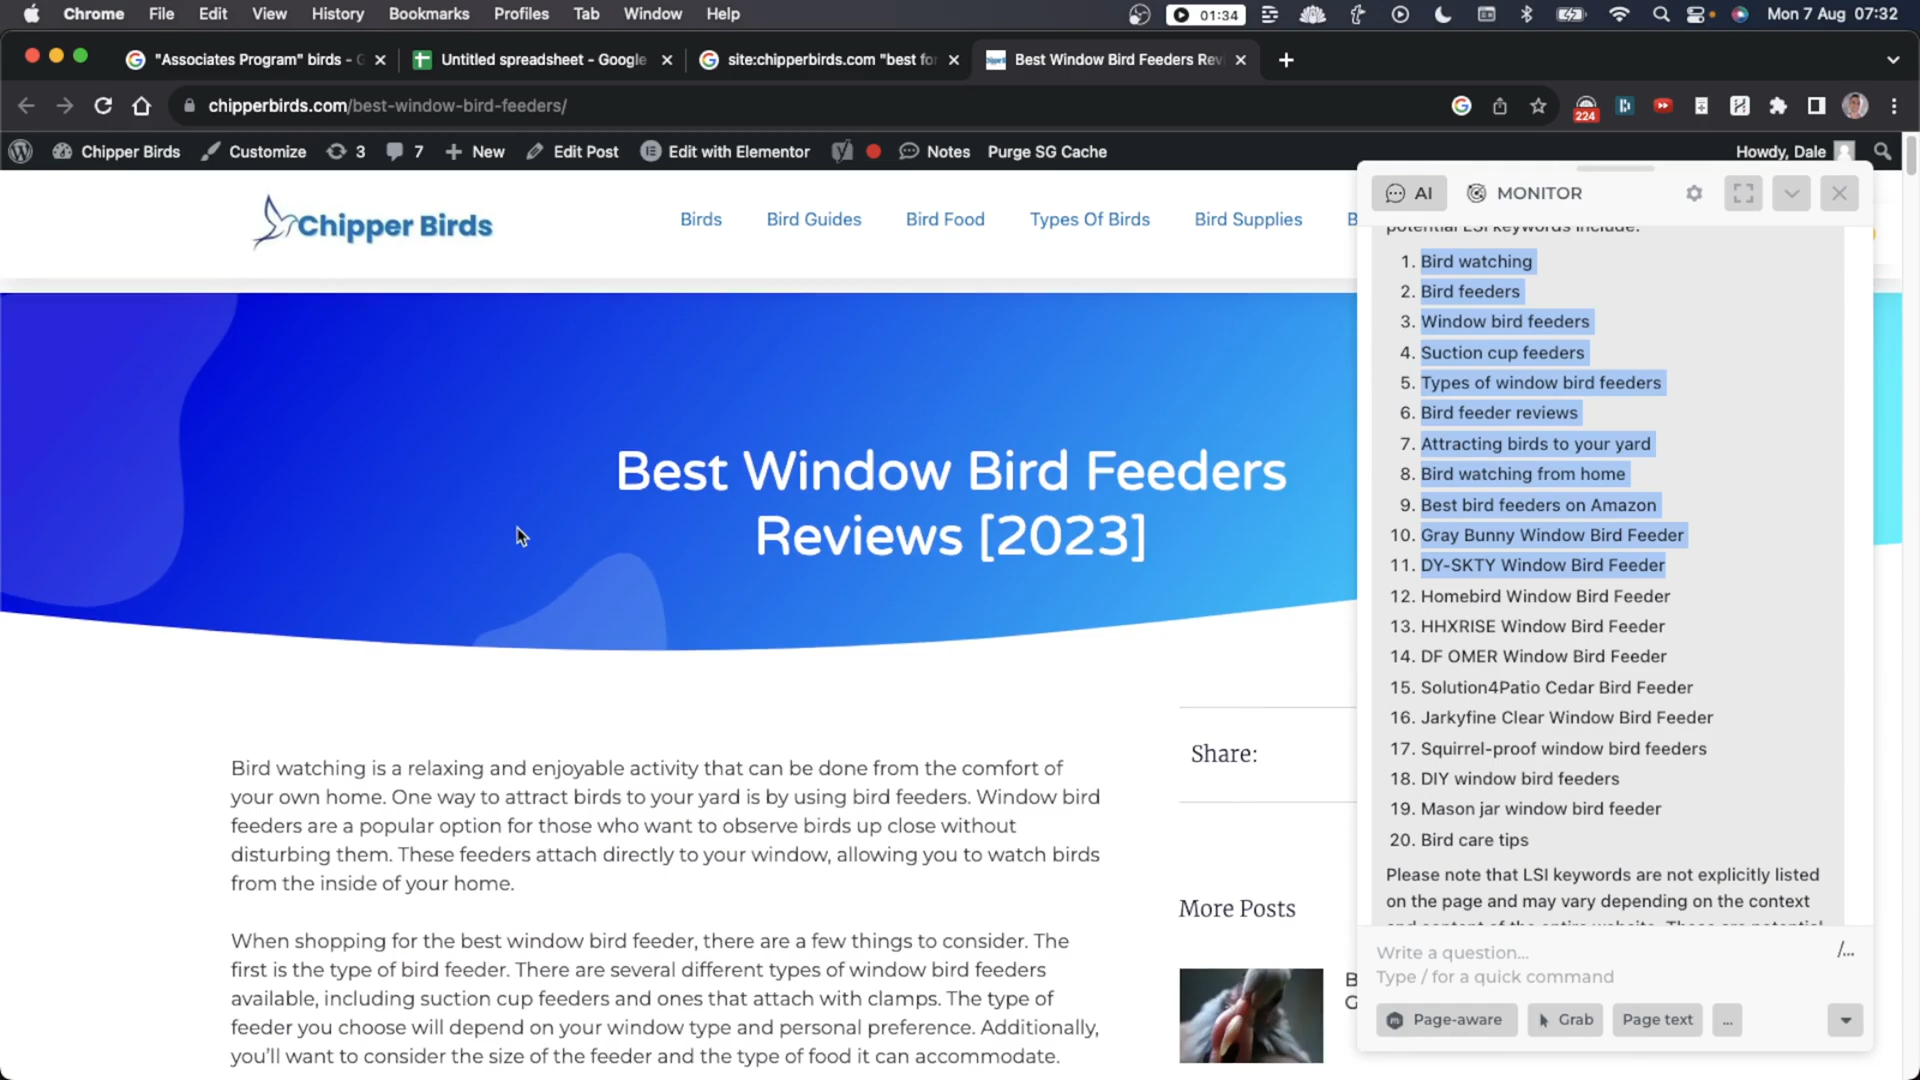 Chrome File Edit View History Bookmarks Profiles Tab Window Help 01:34 Mon 7 Aug 07:32
"Associates Program" birds - G
Untitled spreadsheet - Google
site:chipperbirds.com "best for
Best Window Bird Feeders Rev
chipperbirds.com/best-window-bird-feeders/
224
Chipper Birds Customize 3 7 New Edit Post Edit with Elementor Notes Purge SG Cache Howdy, Dale
Chipper Birds
Birds Bird Guides Bird Food Types Of Birds Bird Supplies B
Best Window Bird Feeders
Reviews [2023]
Bird watching is a relaxing and enjoyable activity that can be done from the comfort of
your own home. One way to attract birds to your yard is by using bird feeders. Window bird
feeders are a popular option for those who want to observe birds up close without
disturbing them. These feeders attach directly to your window, allowing you to watch birds
from the inside of your home.
When shopping for the best window bird feeder, there are a few things to consider. The
first is the type of bird feeder. There are several different types of window bird feeders
available, including suction cup feeders and ones that attach with clamps. The type of
feeder you choose will depend on your window type and personal preference. Additionally,
you'll want to consider the size of the feeder and the type of food it can accommodate.
Share:
More Posts
B
G
AI MONITOR
potential LSI keywords include:
1. Bird watching
2. Bird feeders
3. Window bird feeders
4. Suction cup feeders
5. Types of window bird feeders
6. Bird feeder reviews
7. Attracting birds to your yard
8. Bird watching from home
9. Best bird feeders on Amazon
10. Gray Bunny Window Bird Feeder
11. DY-SKTY Window Bird Feeder
12. Homebird Window Bird Feeder
13. HHXRISE Window Bird Feeder
14. DF OMER Window Bird Feeder
15. Solution4Patio Cedar Bird Feeder
16. Jarkyfine Clear Window Bird Feeder
17. Squirrel-proof window bird feeders
18. DIY window bird feeders
19. Mason jar window bird feeder
20. Bird care tips
Please note that LSI keywords are not explicitly listed
on the page and may vary depending on the context
and content of the entire website. These are potential
Write a question... /...
Type / for a quick command
Page-aware Grab Page text ...